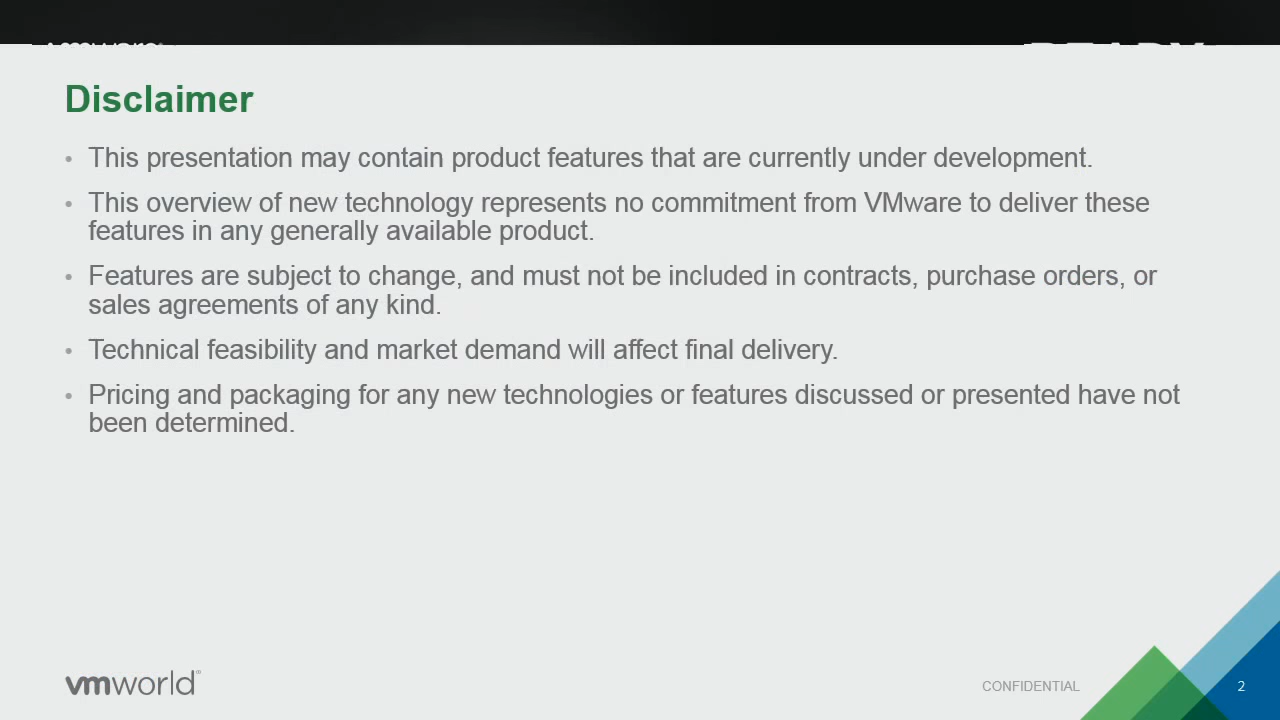 Disclaimer
• This presentation may contain product features that are currently under development.
• This overview of new technology represents no commitment from VMware to deliver these
features in any generally available product.
• Features are subject to change, and must not be included in contracts, purchase orders, or
sales agreements of any kind.
• Technical feasibility and market demand will affect final delivery.
• Pricing and packaging for any new technologies or features discussed or presented have not
been determined.
vmworld®
CONFIDENTIAL
2